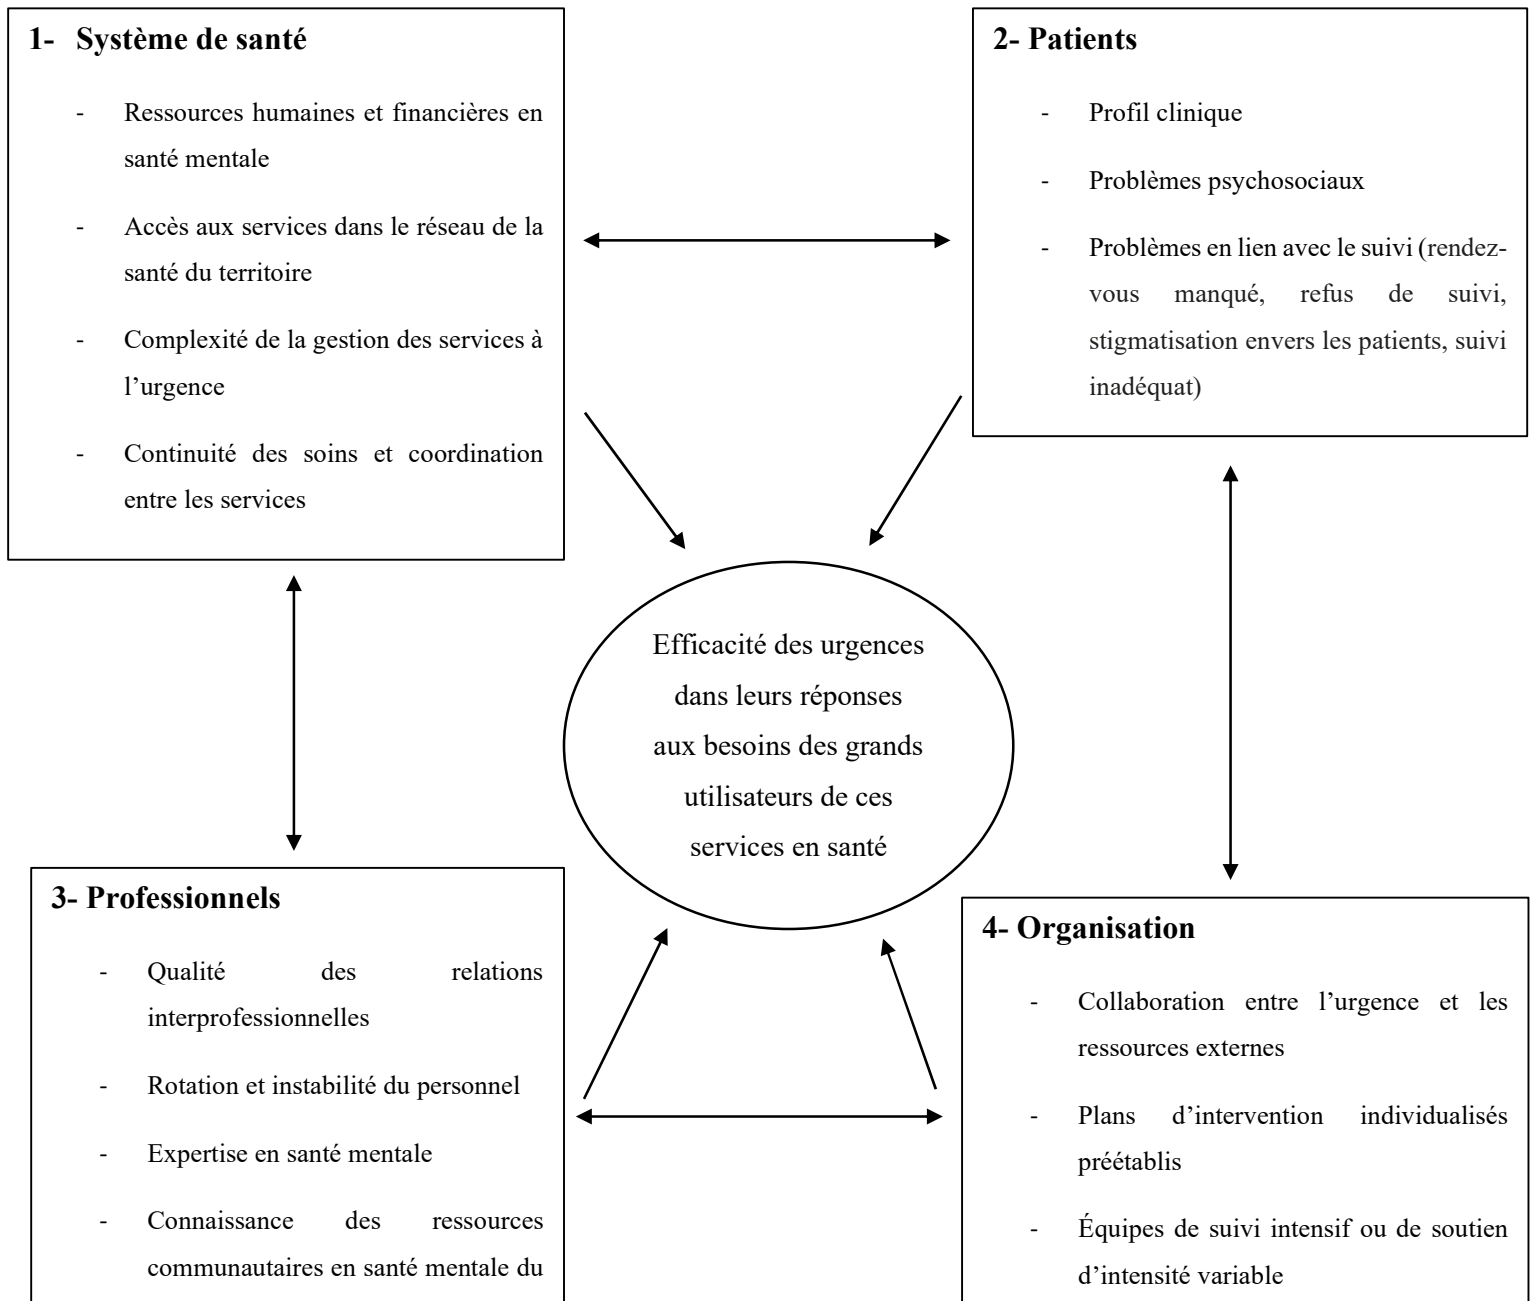 1- Système de santé
- Ressources humaines et financières en
santé mentale
- Accès aux services dans le réseau de la
santé du territoire
- Complexité de la gestion des services à
l’urgence
- Continuité des soins et coordination
entre les services
2- Patients
- Profil clinique
- Problèmes psychosociaux
- Problèmes en lien avec le suivi (rendez-
vous manqué, refus de suivi,
stigmatisation envers les patients, suivi
inadéquat)
Efficacité des urgences
dans leurs réponses
aux besoins des grands
utilisateurs de ces
services en santé
3- Professionnels
- Qualité des relations
interprofessionnelles
- Rotation et instabilité du personnel
- Expertise en santé mentale
- Connaissance des ressources
communautaires en santé mentale du
4- Organisation
- Collaboration entre l’urgence et les
ressources externes
- Plans d’intervention individualisés
préétablis
- Équipes de suivi intensif ou de soutien
d’intensité variable